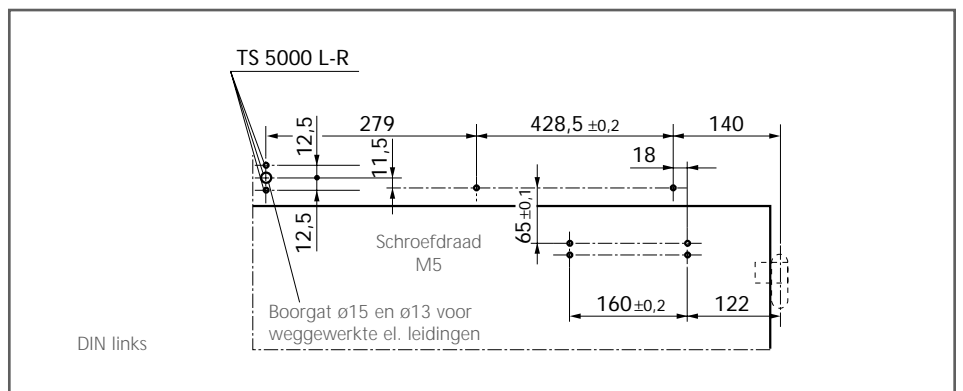 TS 5000 L-R
279
428,5 ±0,2
140
12,5
11,5
18
12,5
65±0,1
Schroefdraad
M5
160±0,2
122
Boorgat ø15 en ø13 voor
weggewerkte el. leidingen
DIN links